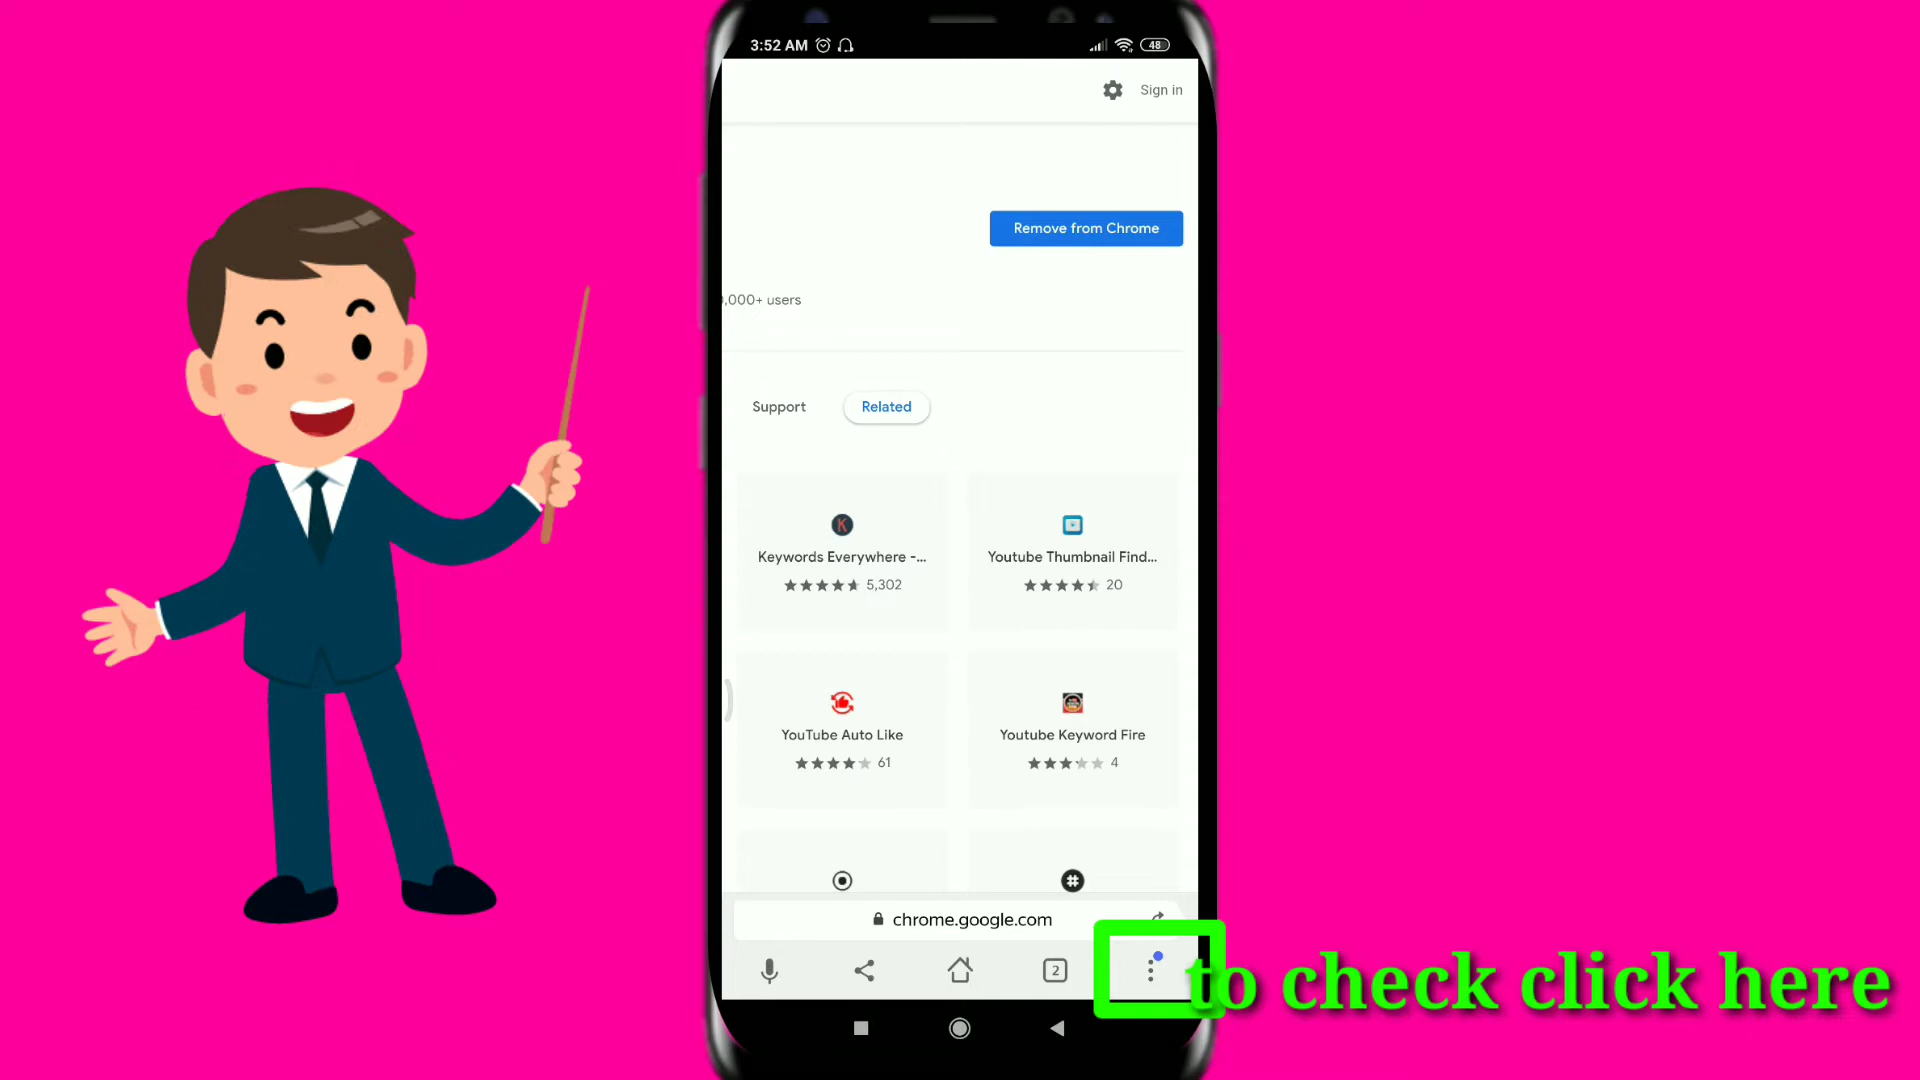 3:52 AM
48
Sign in
Remove from Chrome
,000+ users
Support
Related
Keywords Everywhere -...
Youtube Thumbnail Find...
5,302
20
YouTube Auto Like
Youtube Keyword Fire
61
4
chrome.google.com
2
to check click here